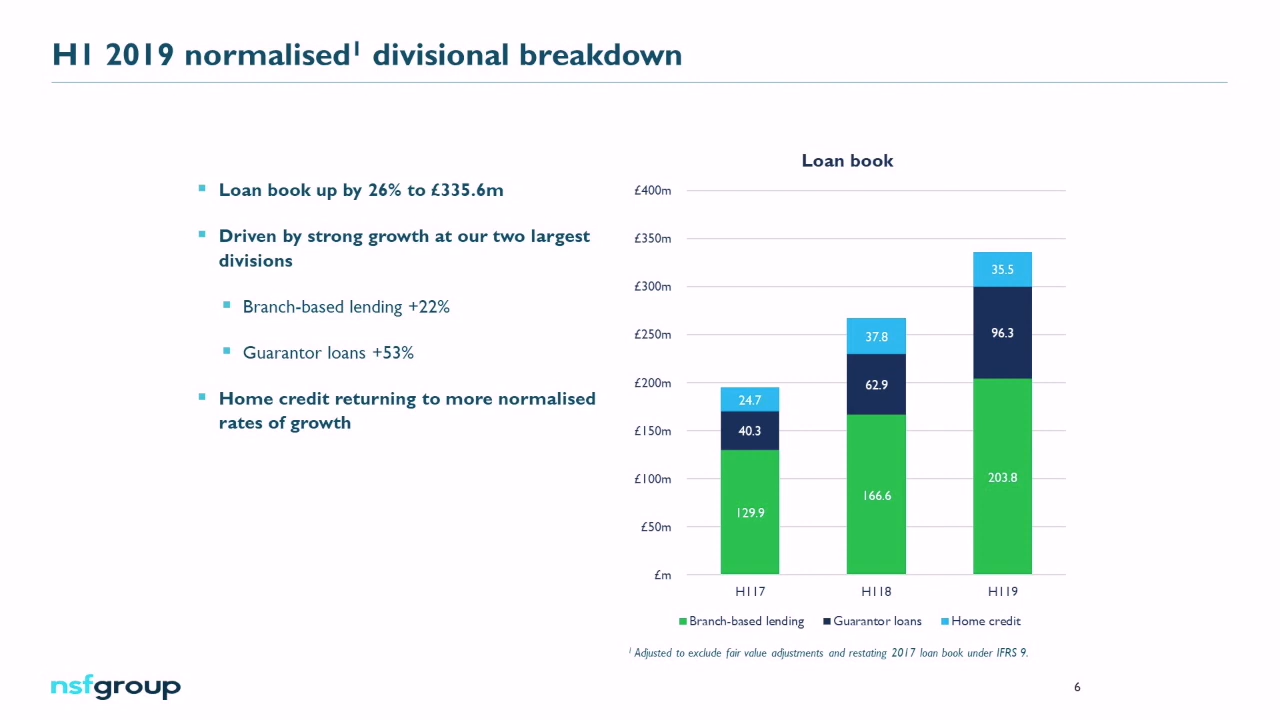 H1 2019 normalised¹ divisional breakdown
▪ Loan book up by 26% to £335.6m
▪ Driven by strong growth at our two largest
divisions
▪ Branch-based lending +22%
▪ Guarantor loans +53%
▪ Home credit returning to more normalised
rates of growth
Loan book
£400m
£350m
£300m
£250m
£200m
£150m
£100m
£50m
£m
24.7
40.3
129.9
37.8
62.9
166.6
35.5
96.3
203.8
H117 H118 H119
Branch-based lending Guarantor loans Home credit
¹ Adjusted to exclude fair value adjustments and restating 2017 loan book under IFRS 9.
nsfgroup
6